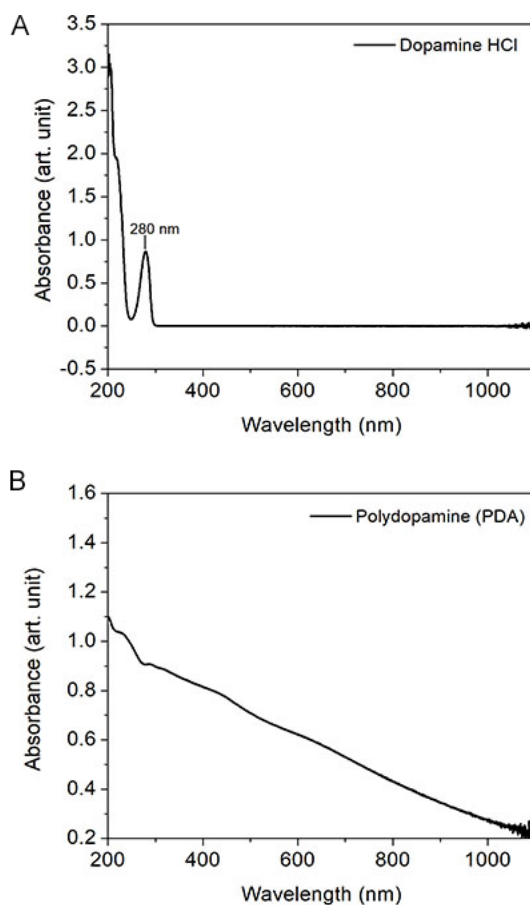 A
Dopamine HCl
3.5
3.0
2.5
2.0
1.5
1.0
0.5
0.0
-0.5
280 nm
Absorbance (art. unit)
200 400 600 800 1000
Wavelength (nm)
B
Polydopamine (PDA)
1.6
1.4
1.2
1.0
0.8
0.6
0.4
0.2
Absorbance (art. unit)
200 400 600 800 1000
Wavelength (nm)